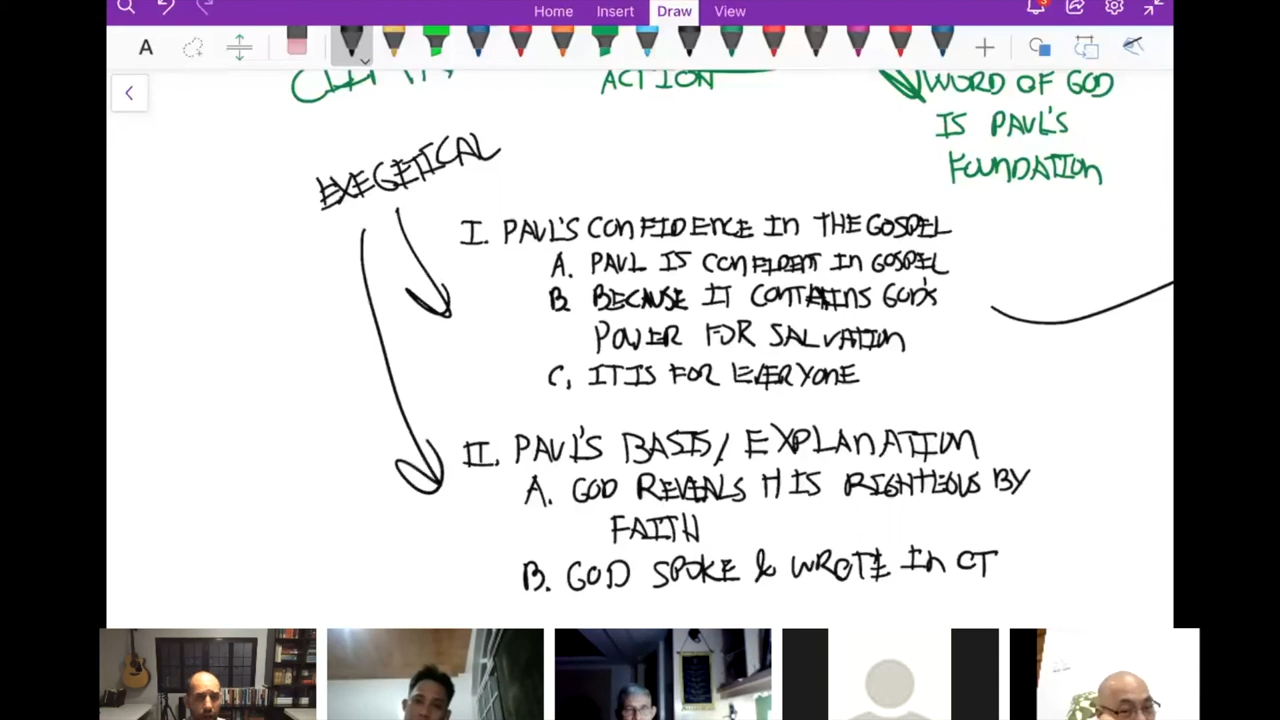 Home Insert Draw View
A
ACTION
WORD OF GOD
IS PAUL'S
FOUNDATION
EXEGETICAL
I. PAUL'S CONFIDENCE IN THE GOSPEL
A. PAUL IS CONFIDENT IN GOSPEL
B. BECAUSE IT CONTAINS GOD'S
POWER FOR SALVATION
C. IT IS FOR EVERYONE
II. PAUL'S BASIS/EXPLANATION
A. GOD REVEALS HIS RIGHTEOUS BY
FAITH
B. GOD SPOKE & WROTE IN OT